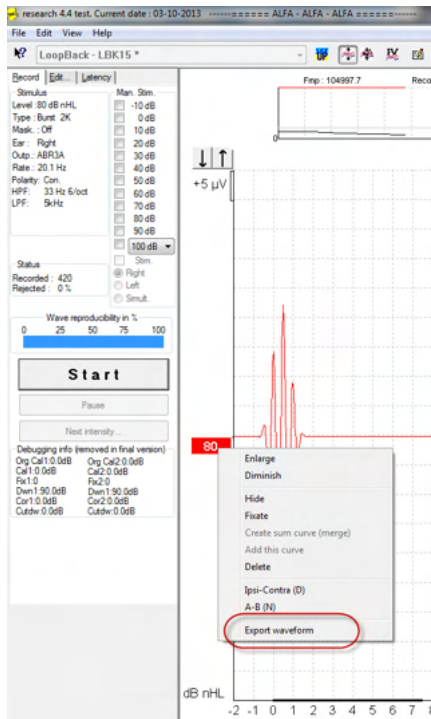 research 4.4 test. Current date : 03-10-2013 ------====== ALFA - ALFA - ALFA ======------
File Edit View Help
LoopBack - LBK15 *
Record Edit... Latency
Stimulus
Level :80 dB nHL
Type : Burst 2K
Mask. : Off
Ear : Right
Outp.: ABR3A
Rate.: 20.1 Hz
Polarity: Con.
HPF: 33 Hz 6/oct
LPF: 5kHz
Man. Stim.
-10 dB
0 dB
10 dB
20 dB
30 dB
40 dB
50 dB
60 dB
70 dB
80 dB
90 dB
100 dB
Stim.
Right
Left
Simult.
Status
Recorded : 420
Rejected : 0 %
Wave reproducibility in %
0 25 50 75 100
Start
Pause
Next intensity...
Debugging info (removed in final version)
Org Cal1:0.0dB Org Cal2:0.0dB
Cal1:0.0dB Cal2:0.0dB
Fix1:0 Fix2:0
Dwn1:90.0dB Dwn1:90.0dB
Cor1:0.0dB Cor2:0.0dB
Cutdw:0.0dB Cutdw:0.0dB
Fmp : 104997.7 Reco
0
+5 µV
80
Enlarge
Diminish
Hide
Fixate
Create sum curve (merge)
Add this curve
Delete
Ipsi-Contra (D)
A-B (N)
Export waveform
dB nHL
-2 -1 0 1 2 3 4 5 6 7 8